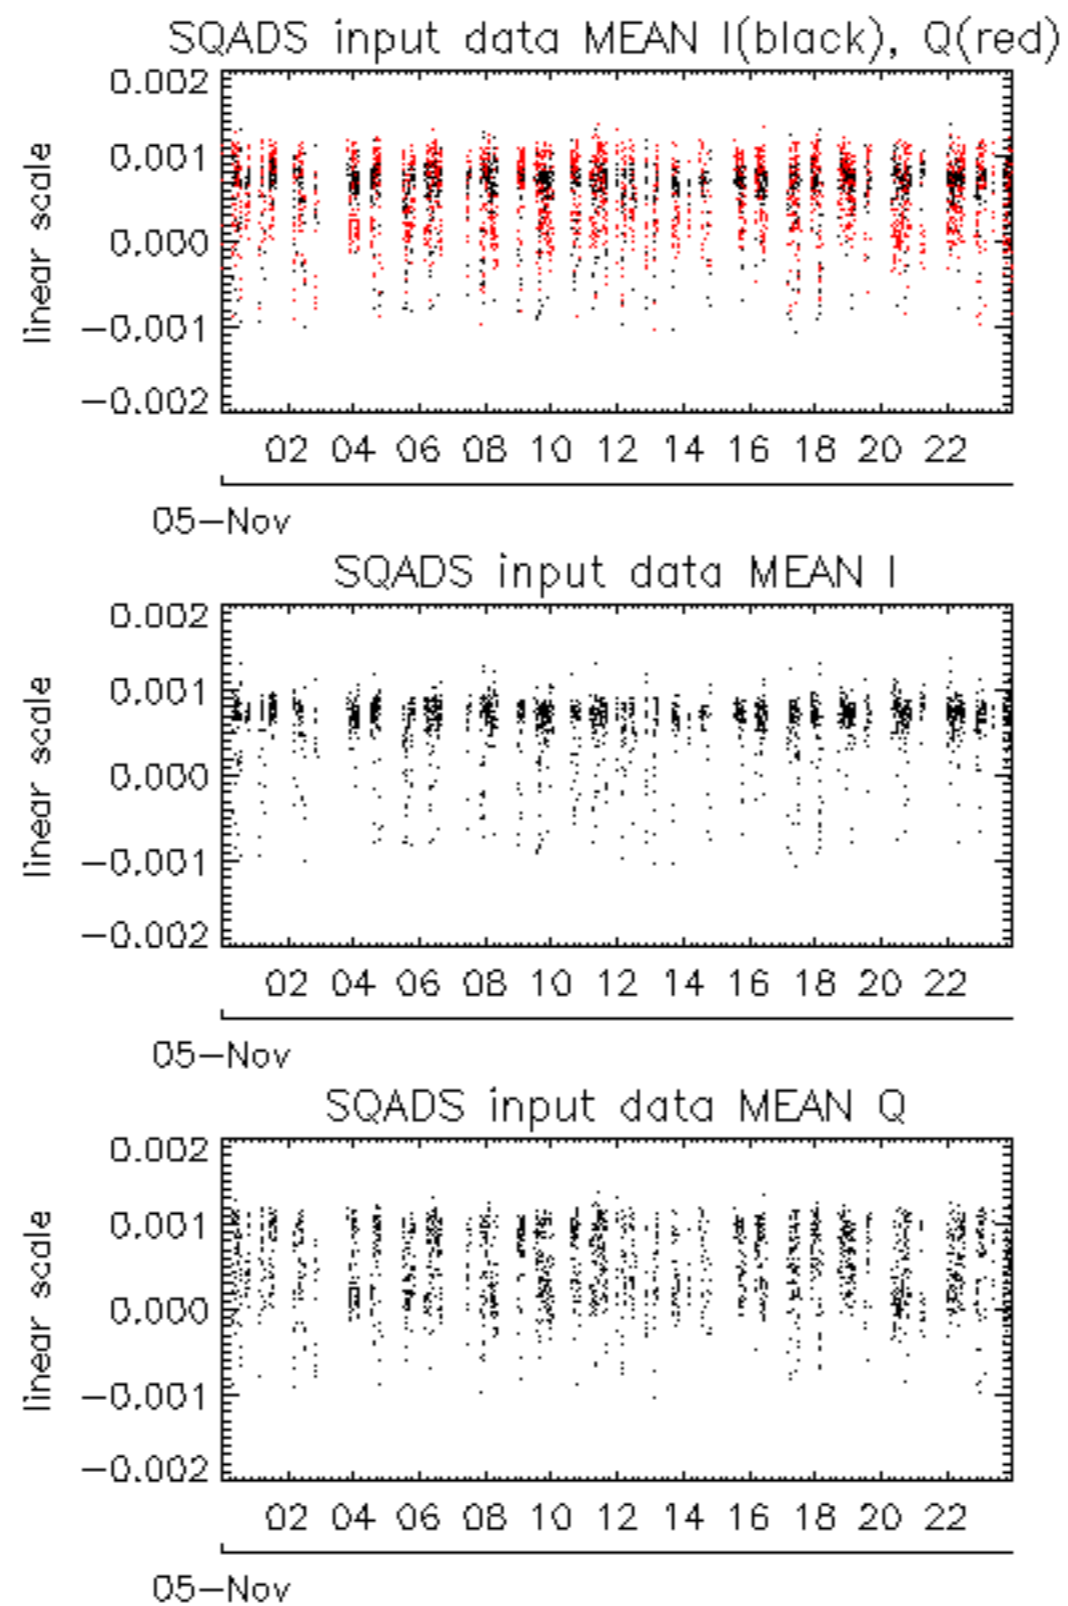 SQADS input data MEAN I(black), Q(red)
0.002
0.001
0.000
−0.001
−0.002
linear scale
02 04 06 08 10 12 14 16 18 20 22
05−Nov
SQADS input data MEAN I
0.002
0.001
0.000
−0.001
−0.002
linear scale
02 04 06 08 10 12 14 16 18 20 22
05−Nov
SQADS input data MEAN Q
0.002
0.001
0.000
−0.001
−0.002
linear scale
02 04 06 08 10 12 14 16 18 20 22
05−Nov